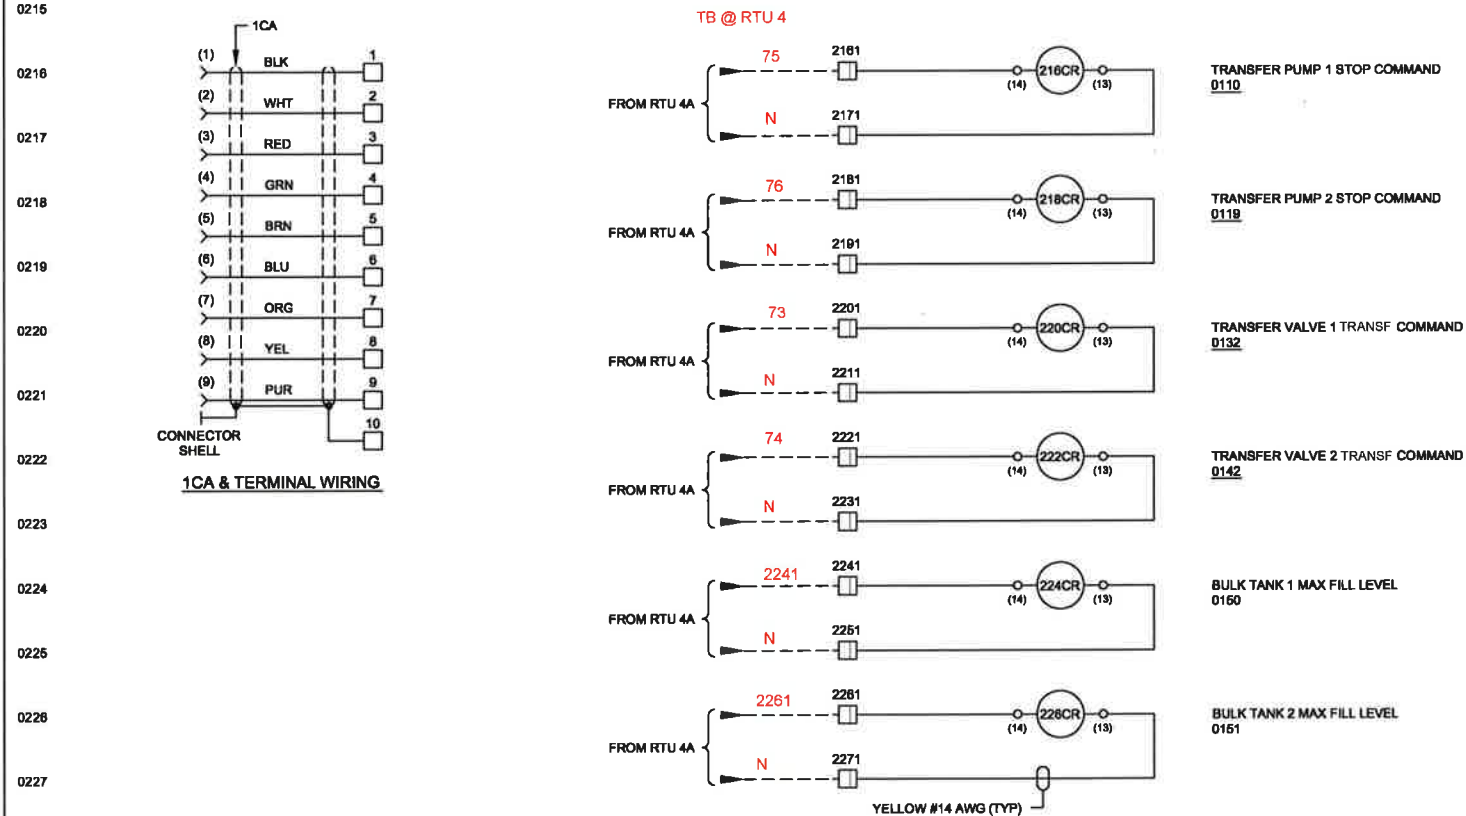 0215
0216
0217
0218
0219
0220
0221
0222
0223
0224
0225
0226
0227
1CA
(1) BLK 1
(2) WHT 2
(3) RED 3
(4) GRN 4
(5) BRN 5
(6) BLU 6
(7) ORG 7
(8) YEL 8
(9) PUR 9
10
CONNECTOR
SHELL
1CA & TERMINAL WIRING
TB @ RTU 4
75 2161
FROM RTU 4A
(14) 216CR (13)
N 2171
TRANSFER PUMP 1 STOP COMMAND
0110
76 2181
FROM RTU 4A
(14) 218CR (13)
N 2191
TRANSFER PUMP 2 STOP COMMAND
0119
73 2201
FROM RTU 4A
(14) 220CR (13)
N 2211
TRANSFER VALVE 1 TRANSF COMMAND
0132
74 2221
FROM RTU 4A
(14) 222CR (13)
N 2231
TRANSFER VALVE 2 TRANSF COMMAND
0142
2241 2241
FROM RTU 4A
(14) 224CR (13)
N 2251
BULK TANK 1 MAX FILL LEVEL
0150
2261 2261
FROM RTU 4A
(14) 226CR (13)
N 2271
BULK TANK 2 MAX FILL LEVEL
0151
YELLOW #14 AWG (TYP)